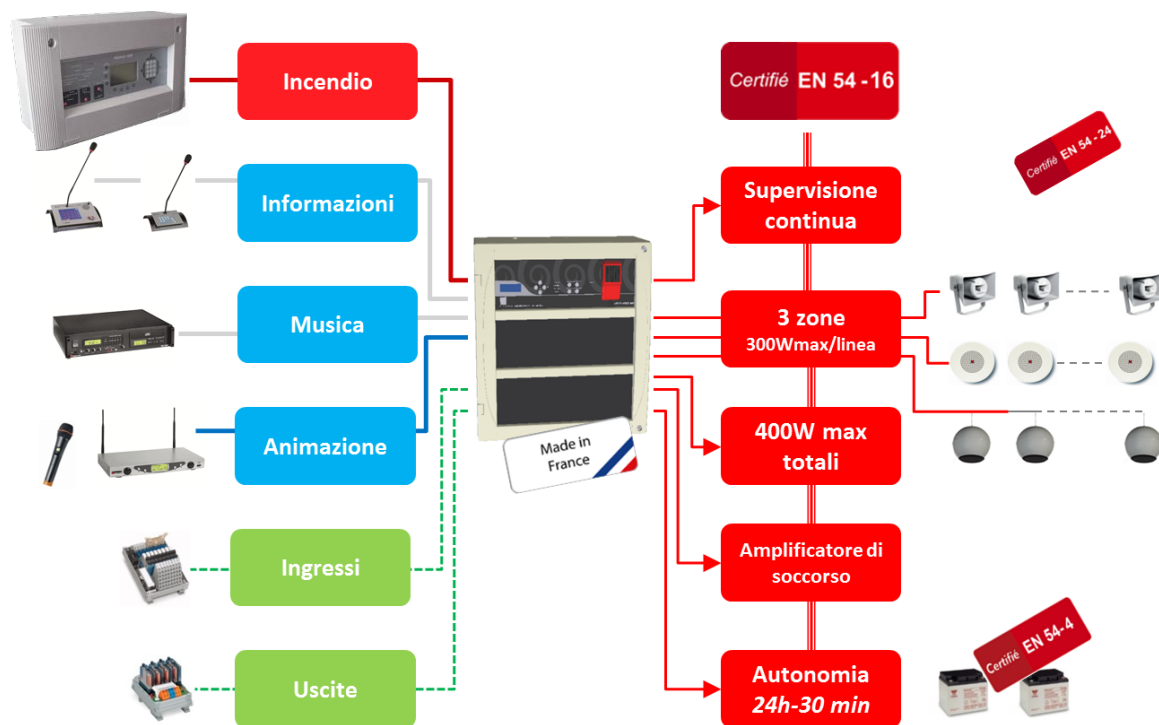 Incendio
Informazioni
Musica
Animazione
Ingressi
Uscite
Made in
France
Certifié EN 54 -16
Supervisione
continua
3 zone
300Wmax/linea
400W max
totali
Amplificatore di
soccorso
Autonomia
24h-30 min
Certifié EN 54 - 24
Certifié EN 54-4